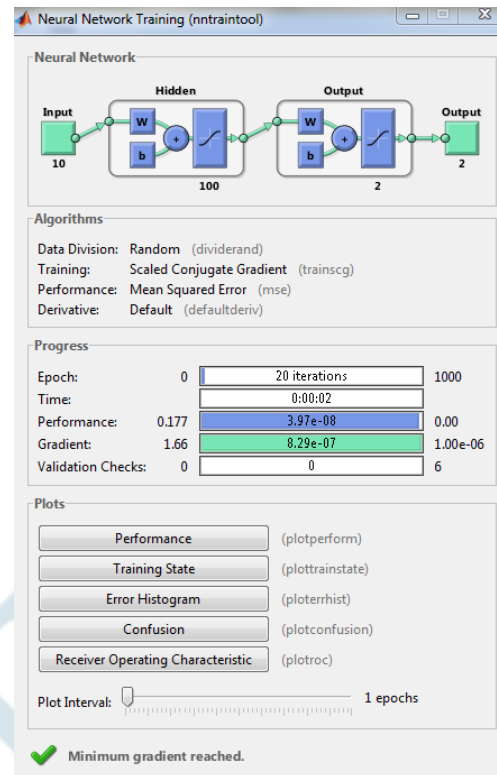 Neural Network Training (nntraintool)
Neural Network
Hidden Output
Input Output
W W
b b
+ +
10 2
100 2
Algorithms
Data Division: Random (dividerand)
Training: Scaled Conjugate Gradient (trainscg)
Performance: Mean Squared Error (mse)
Derivative: Default (defaultderiv)
Progress
Epoch: 0 20 iterations 1000
Time: 0:00:02
Performance: 0.177 3.97e-08 0.00
Gradient: 1.66 8.29e-07 1.00e-06
Validation Checks: 0 0 6
Plots
Performance (plotperform)
Training State (plottrainstate)
Error Histogram (ploterrhist)
Confusion (plotconfusion)
Receiver Operating Characteristic (plotroc)
Plot Interval: 1 epochs
Minimum gradient reached.